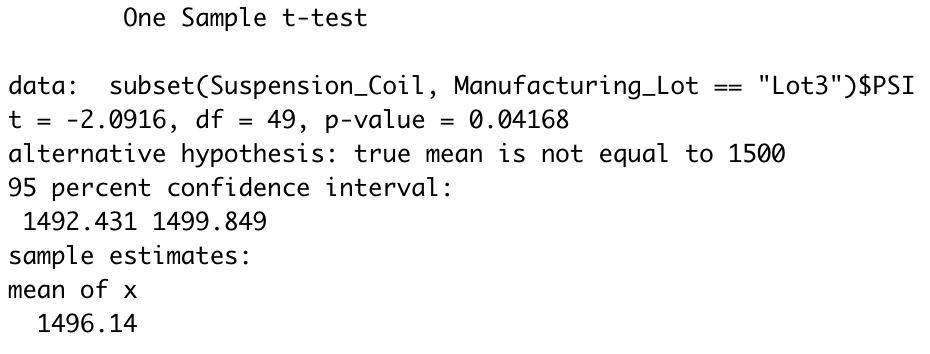 One Sample t-test
data:  subset(Suspension_Coil, Manufacturing_Lot == "Lot3")$PSI
t = -2.0916, df = 49, p-value = 0.04168
alternative hypothesis: true mean is not equal to 1500
95 percent confidence interval:
 1492.431 1499.849
sample estimates:
mean of x
  1496.14